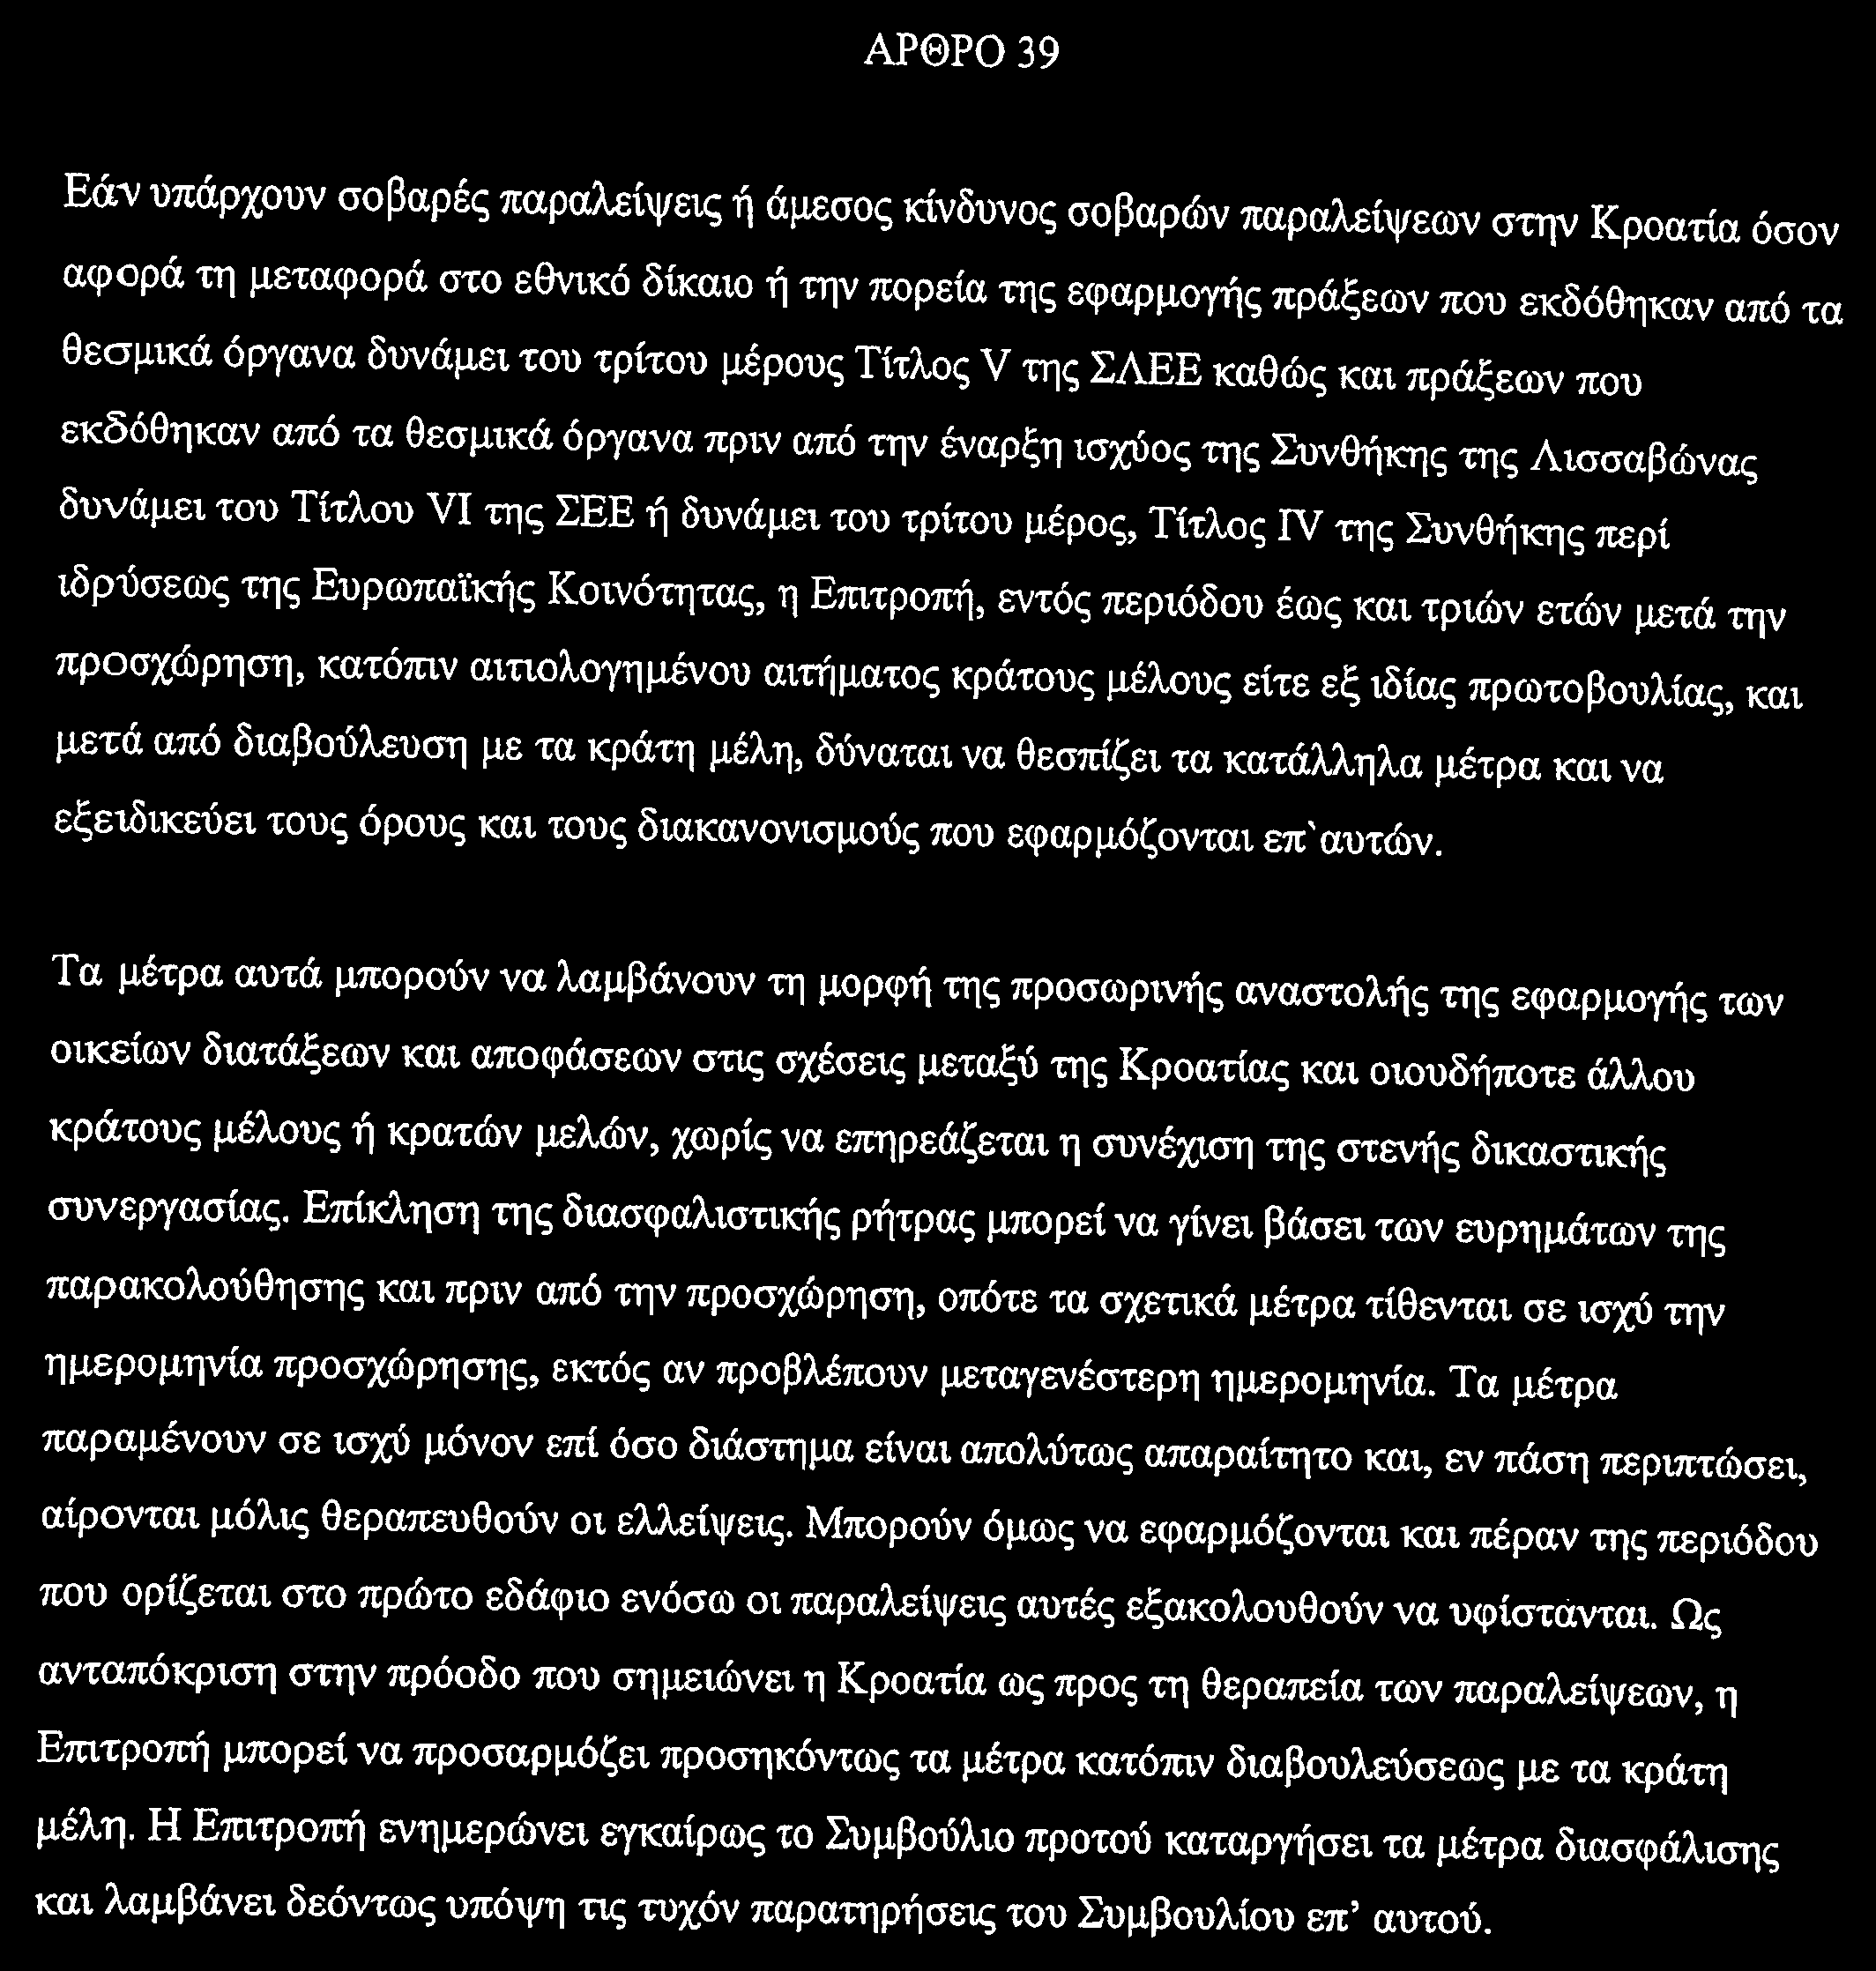 ΑΡΘΡΟ 39
Εάν υπάρχουν σοβαρές παραλείψεις ή άμεσος κίνδυνος σοβαρών παραλείψεων στην Κροατία όσον
αφορά τη μεταφορά στο εθνικό δίκαιο ή την πορεία της εφαρμογής πράξεων που εκδόθηκαν από τα
θεσμικά όργανα δυνάμει του τρίτου μέρους Τίτλος V της ΣΛΕΕ καθώς και πράξεων που
εκδόθηκαν από τα θεσμικά όργανα πριν από την έναρξη ισχύος της Συνθήκης της Λισσαβώνας
δυνάμει του Τίτλου VI της ΣΕΕ ή δυνάμει του τρίτου μέρος, Τίτλος IV της Συνθήκης περί
ιδρύσεως της Ευρωπαϊκής Κοινότητας, η Επιτροπή, εντός περιόδου έως και τριών ετών μετά την
προσχώρηση, κατόπιν αιτιολογημένου αιτήματος κράτους μέλους είτε εξ ιδίας πρωτοβουλίας, και
μετά από διαβούλευση με τα κράτη μέλη, δύναται να θεσπίζει τα κατάλληλα μέτρα και να
εξειδικεύει τους όρους και τους διακανονισμούς που εφαρμόζονται επ`αυτών.
Τα μέτρα αυτά μπορούν να λαμβάνουν τη μορφή της προσωρινής αναστολής της εφαρμογής των
οικείων διατάξεων και αποφάσεων στις σχέσεις μεταξύ της Κροατίας και οιουδήποτε άλλου
κράτους μέλους ή κρατών μελών, χωρίς να επηρεάζεται η συνέχιση της στενής δικαστικής
συνεργασίας. Επίκληση της διασφαλιστικής ρήτρας μπορεί να γίνει βάσει των ευρημάτων της
παρακολούθησης και πριν από την προσχώρηση, οπότε τα σχετικά μέτρα τίθενται σε ισχύ την
ημερομηνία προσχώρησης, εκτός αν προβλέπουν μεταγενέστερη ημερομηνία. Τα μέτρα
παραμένουν σε ισχύ μόνον επί όσο διάστημα είναι απολύτως απαραίτητο και, εν πάση περιπτώσει,
αίρονται μόλις θεραπευθούν οι ελλείψεις. Μπορούν όμως να εφαρμόζονται και πέραν της περιόδου
που ορίζεται στο πρώτο εδάφιο ενόσω οι παραλείψεις αυτές εξακολουθούν να υφίστανται. Ως
ανταπόκριση στην πρόοδο που σημειώνει η Κροατία ως προς τη θεραπεία των παραλείψεων, η
Επιτροπή μπορεί να προσαρμόζει προσηκόντως τα μέτρα κατόπιν διαβουλεύσεως με τα κράτη
μέλη. Η Επιτροπή ενημερώνει εγκαίρως το Συμβούλιο προτού καταργήσει τα μέτρα διασφάλισης
και λαμβάνει δεόντως υπόψη τις τυχόν παρατηρήσεις του Συμβουλίου επ’ αυτού.